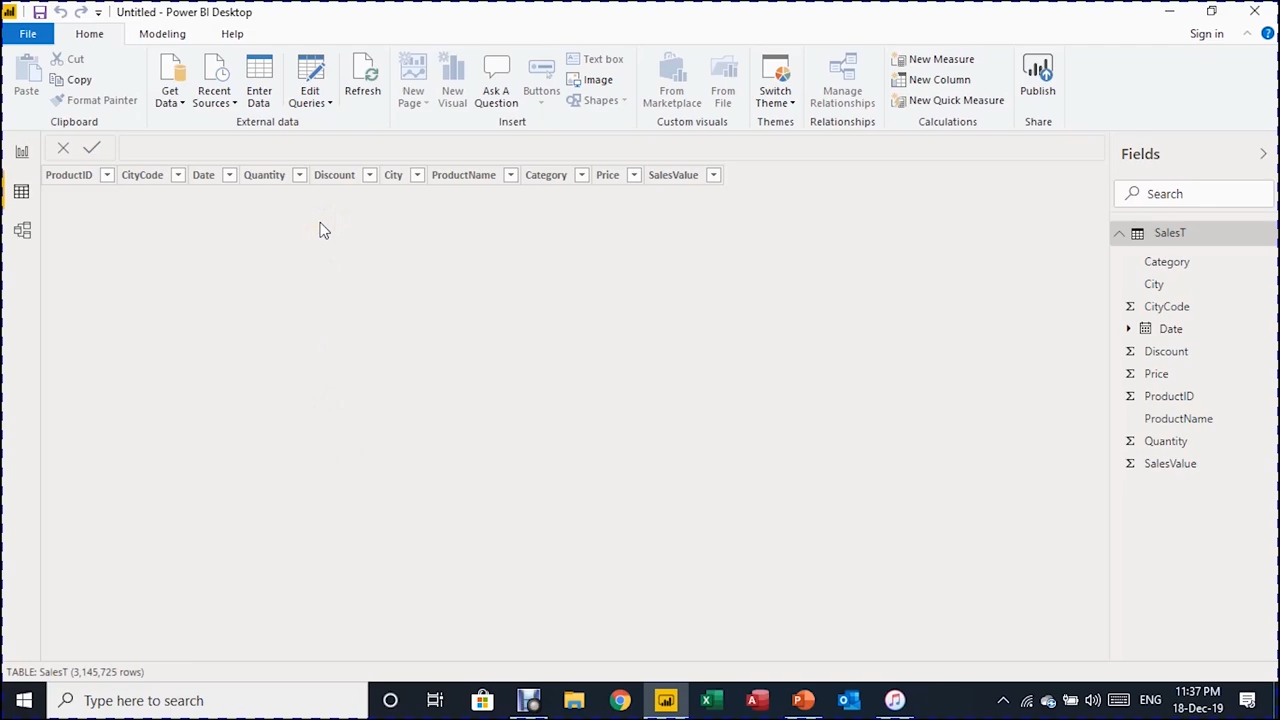 Untitled - Power BI Desktop
File Home Modeling Help Sign in
Paste Cut Copy Format Painter Clipboard
Get Data Recent Sources Enter Data Edit Queries Refresh External data
New Page New Visual Ask A Question Buttons Text box Image Shapes Insert
From Marketplace From File Custom visuals
Switch Theme Themes
Manage Relationships Relationships
New Measure New Column New Quick Measure Calculations
Publish Share
ProductID CityCode Date Quantity Discount City ProductName Category Price SalesValue
Fields
Search
SalesT
Category
City
CityCode
Date
Discount
Price
ProductID
ProductName
Quantity
SalesValue
TABLE: SalesT (3,145,725 rows)
Type here to search
ENG
11:37 PM
18-Dec-19